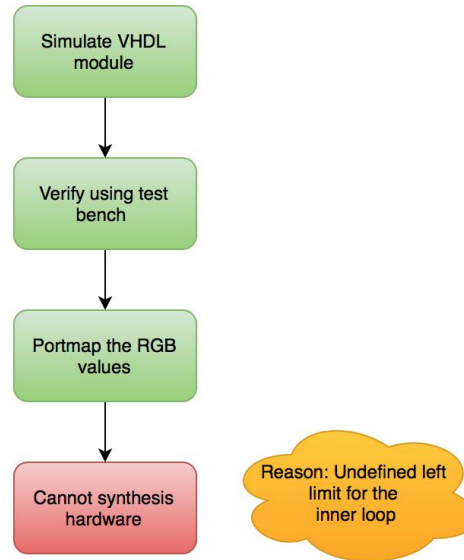 Simulate VHDL
module
Verify using test
bench
Portmap the RGB
values
Cannot synthesis
hardware
Reason: Undefined left
limit for the
inner loop